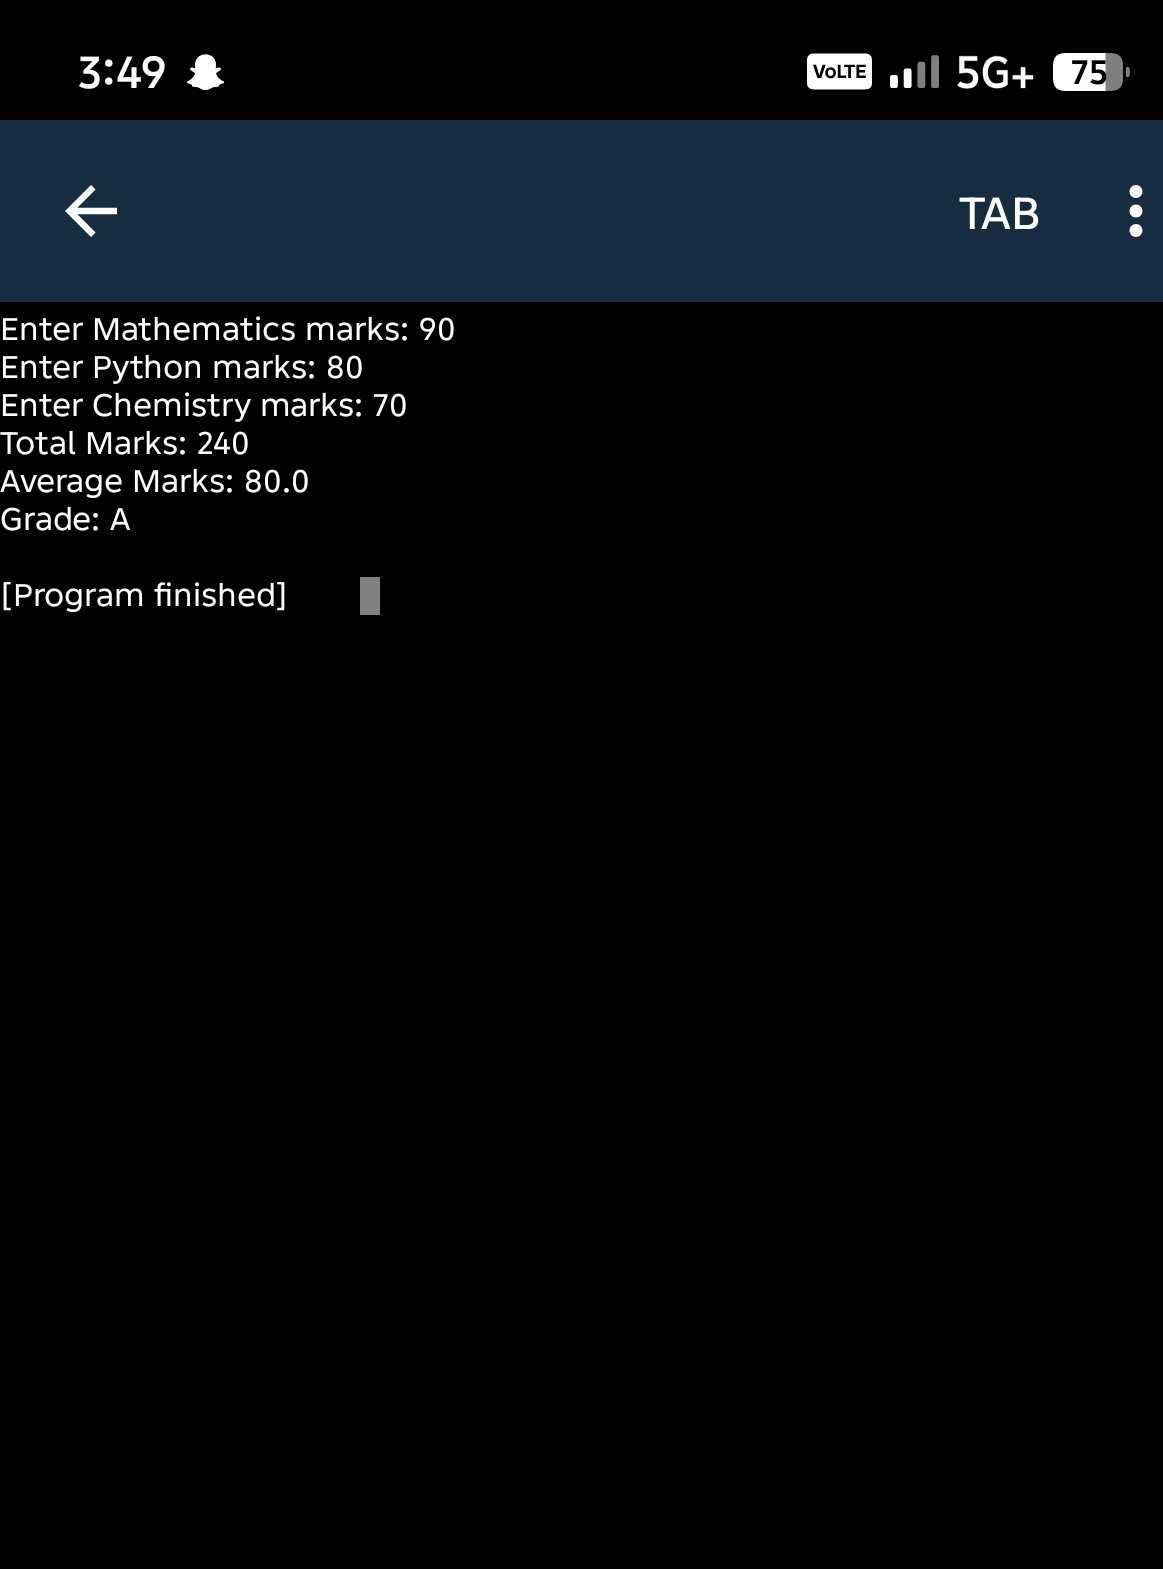 3:49 VoLTE 5G+ 75
TAB
Enter Mathematics marks: 90
Enter Python marks: 80
Enter Chemistry marks: 70
Total Marks: 240
Average Marks: 80.0
Grade: A
[Program finished]